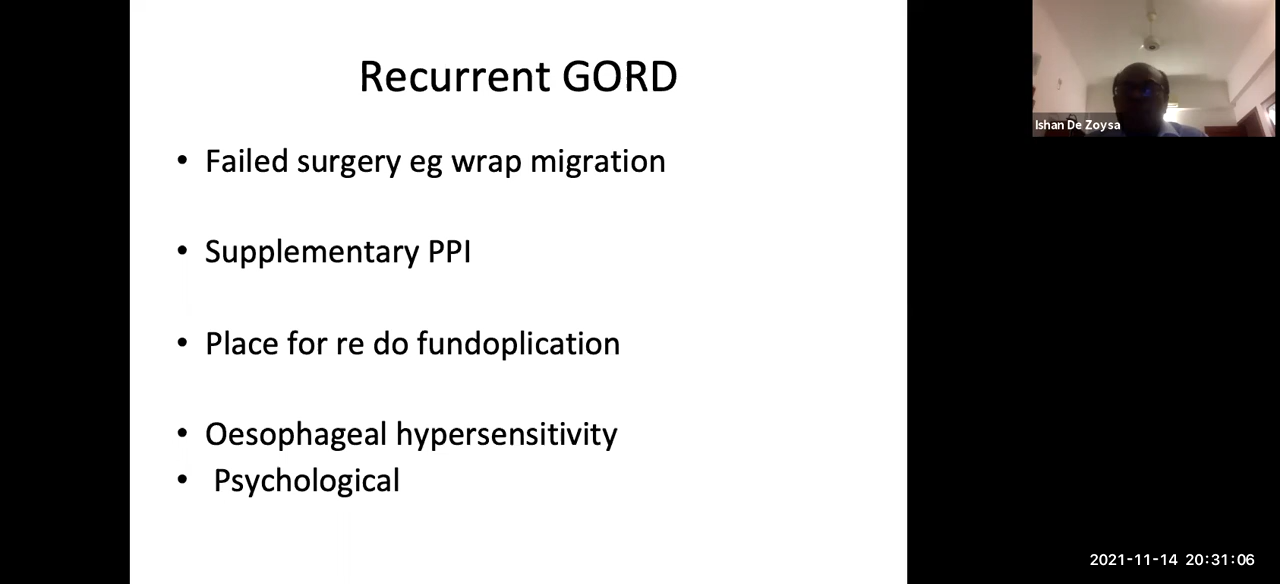 Recurrent GORD
• Failed surgery eg wrap migration
• Supplementary PPI
• Place for re do fundoplication
• Oesophageal hypersensitivity
• Psychological
Ishan De Zoysa
2021-11-14 20:31:06